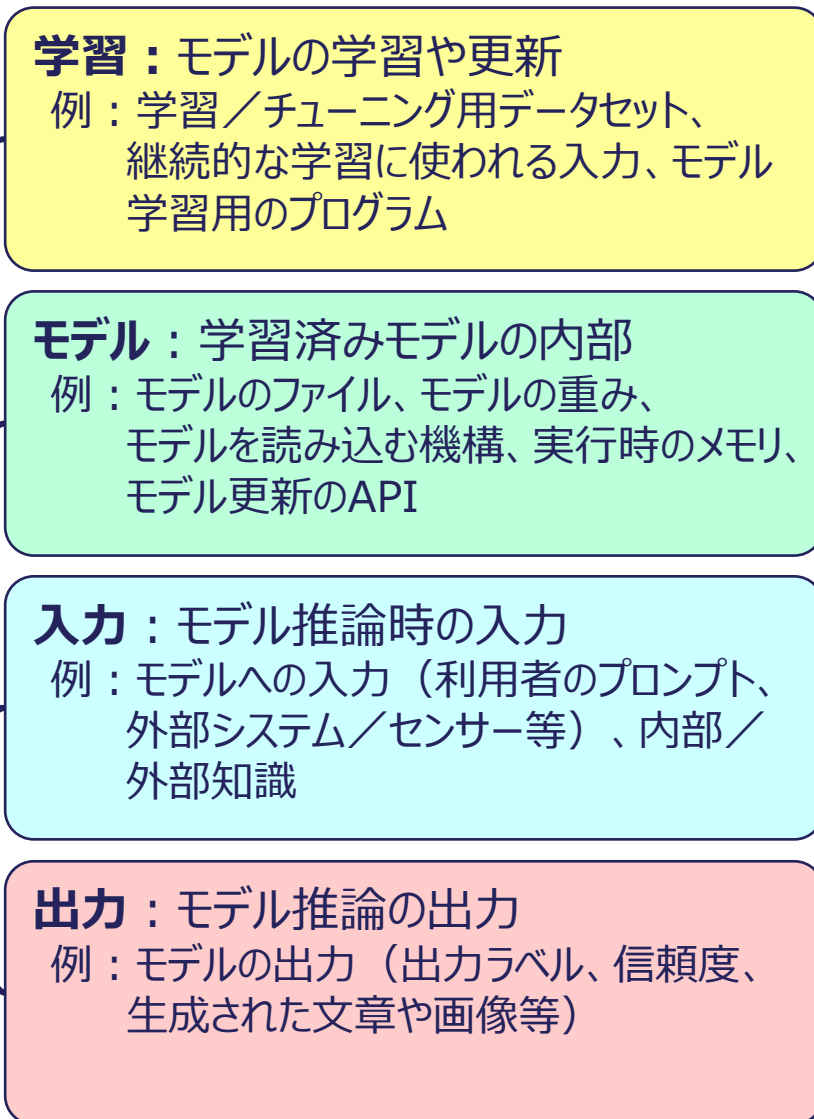 学習：モデルの学習や更新
例：学習／チューニング用データセット、
継続的な学習に使われる入力、モデル
学習用のプログラム
モデル：学習済みモデルの内部
例：モデルのファイル、モデルの重み、
モデルを読み込む機構、実行時のメモリ、
モデル更新のAPI
入力：モデル推論時の入力
例：モデルへの入力（利用者のプロンプト、
外部システム／センサー等）、内部／
外部知識
出力：モデル推論の出力
例：モデルの出力（出力ラベル、信頼度、
生成された文章や画像等）